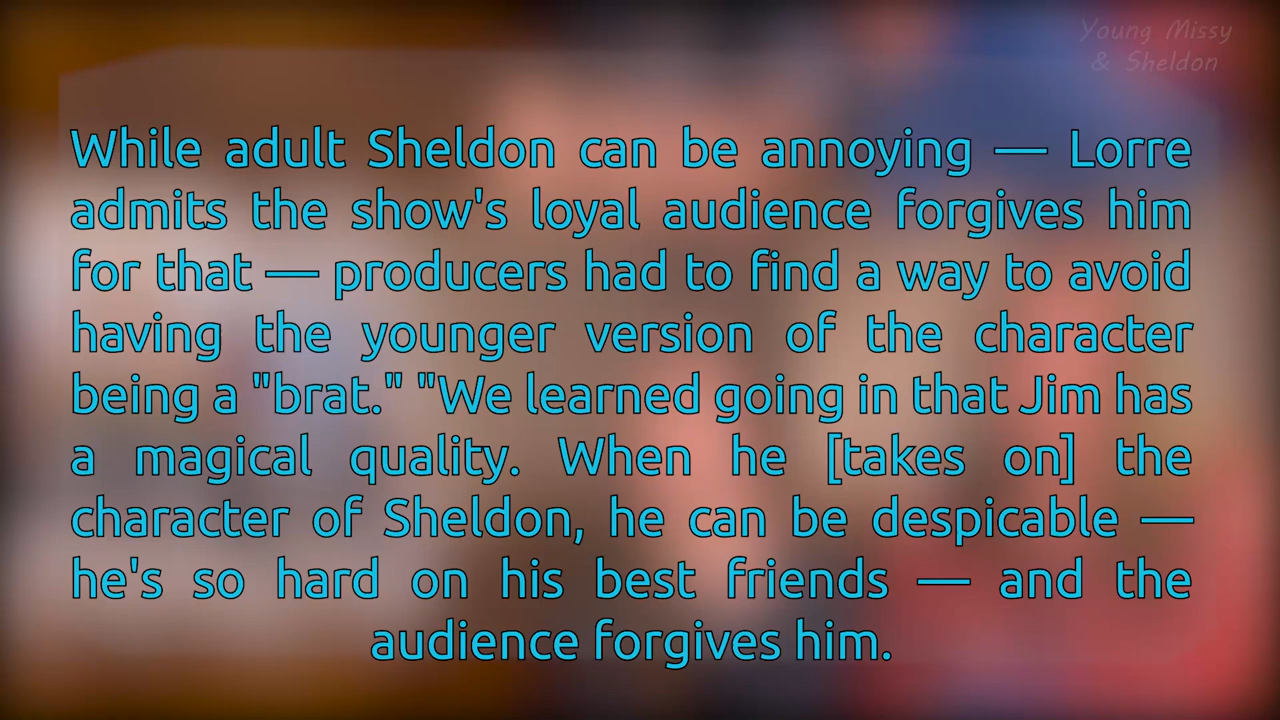 Young Missy
& Sheldon
While adult Sheldon can be annoying — Lorre
admits the show's loyal audience forgives him
for that — producers had to find a way to avoid
having the younger version of the character
being a "brat." "We learned going in that Jim has
a magical quality. When he [takes on] the
character of Sheldon, he can be despicable —
he's so hard on his best friends — and the
audience forgives him.